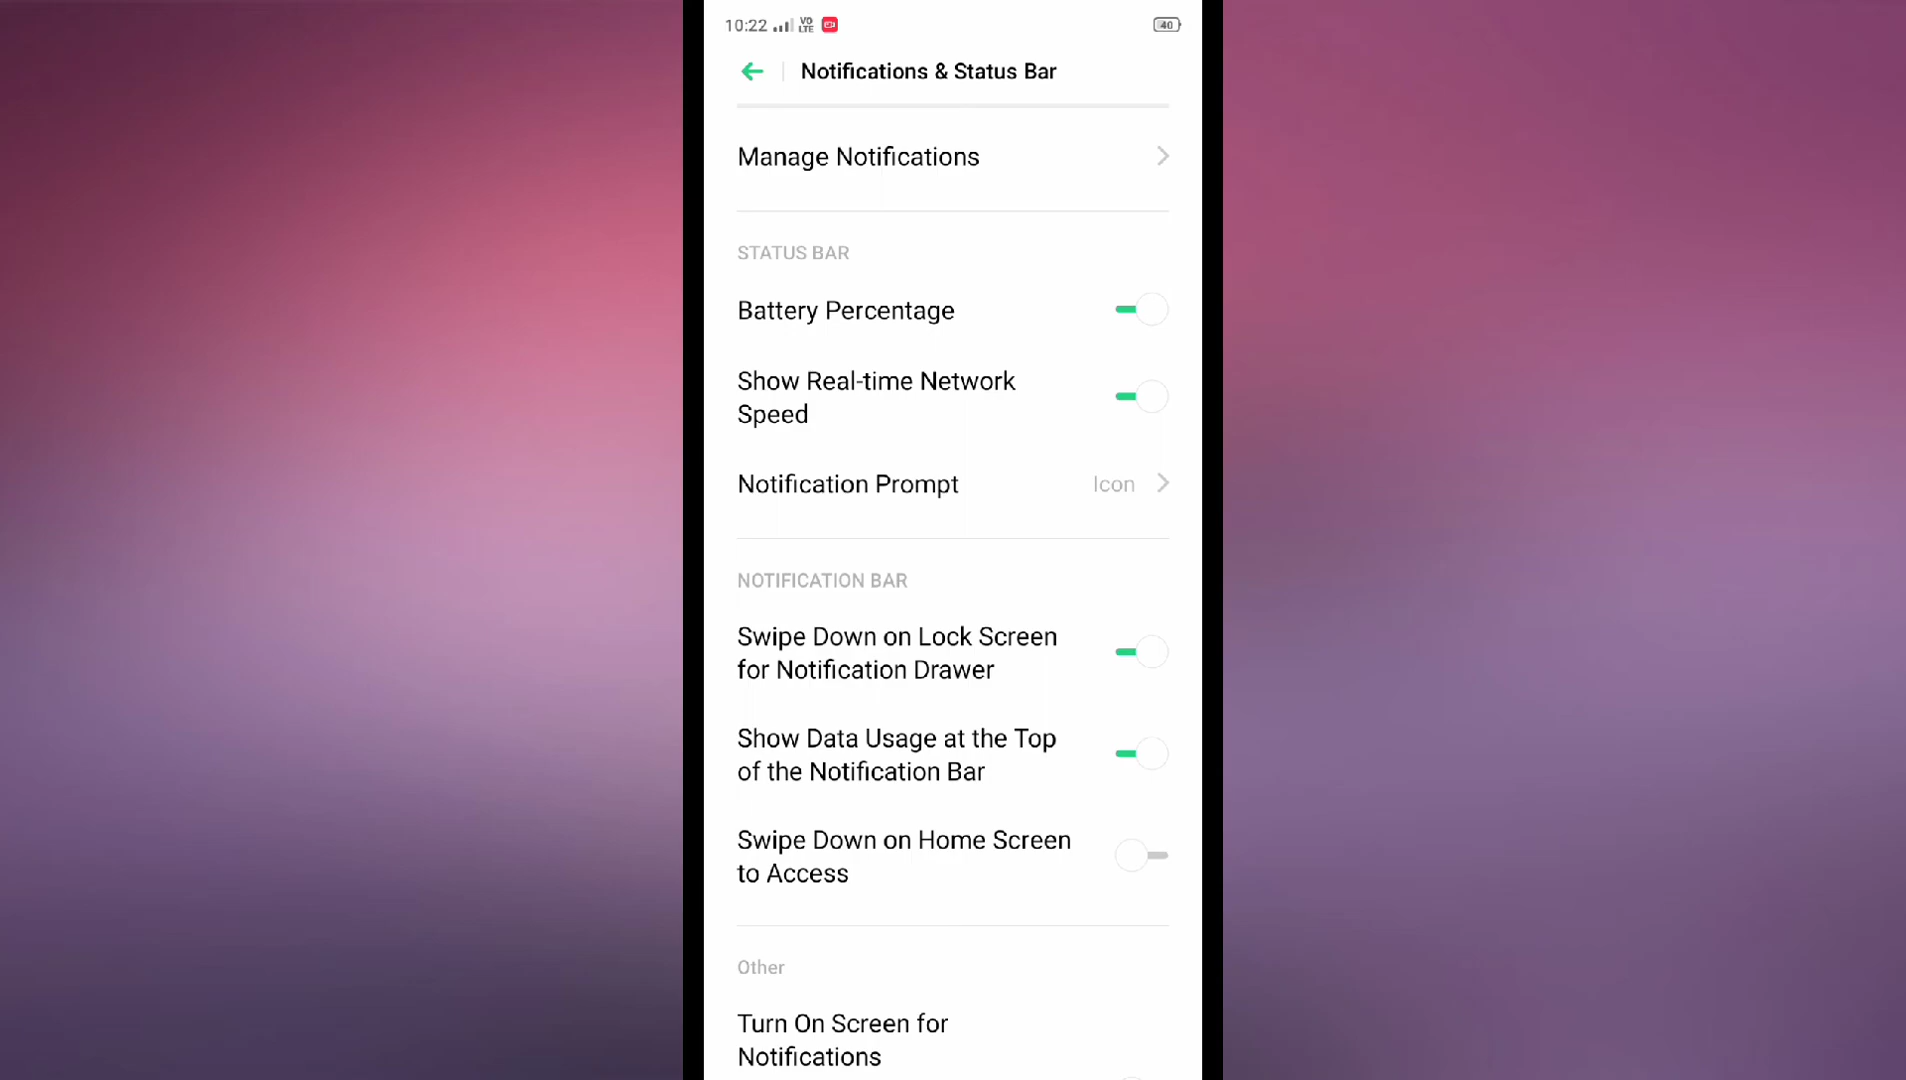 10:22 VO LTE 40
Notifications & Status Bar
Manage Notifications
STATUS BAR
Battery Percentage
Show Real-time Network
Speed
Notification Prompt Icon
NOTIFICATION BAR
Swipe Down on Lock Screen
for Notification Drawer
Show Data Usage at the Top
of the Notification Bar
Swipe Down on Home Screen
to Access
Other
Turn On Screen for
Notifications